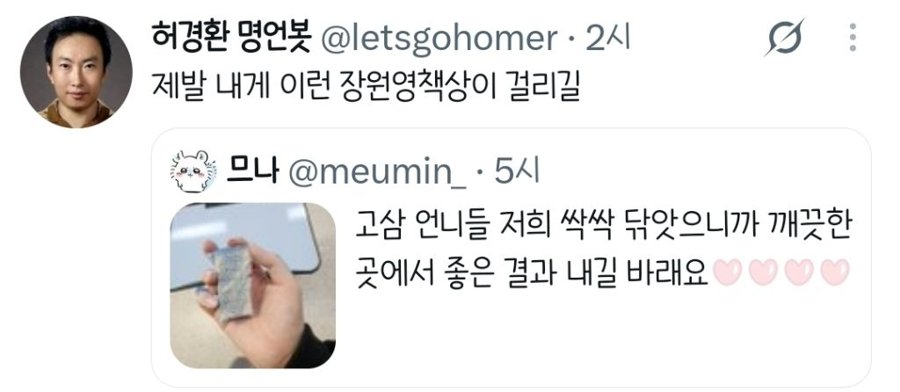 허경환 명언봇 @letsgohomer · 2시
제발 내게 이런 장원영책상이 걸리길
므나 @meumin_ · 5시
고삼 언니들 저희 싹싹 닦앗으니까 깨끗한
곳에서 좋은 결과 내길 바래요🩷🩷🩷🩷